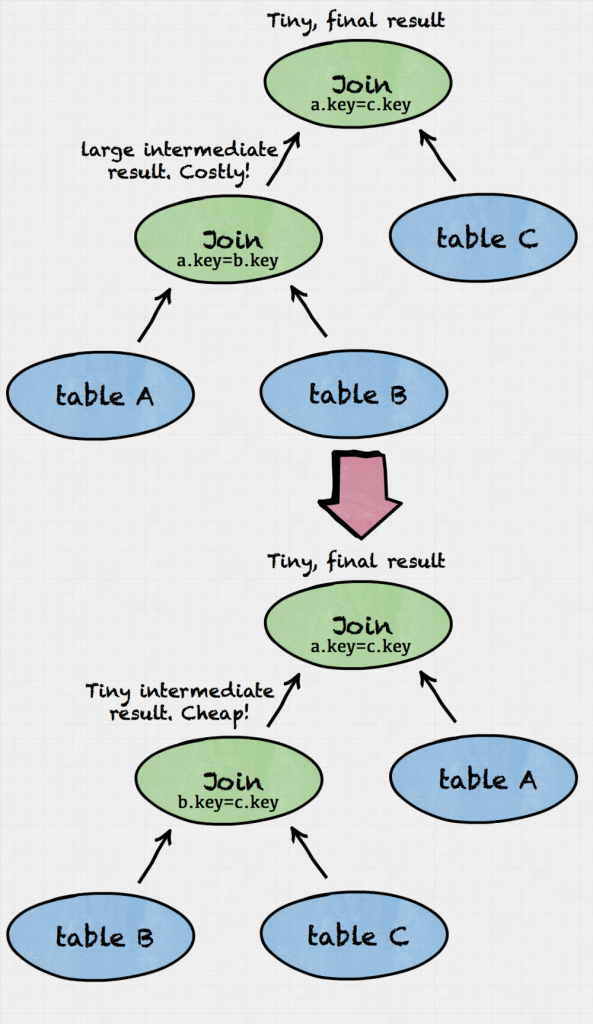 Tiny, final result
Join
a.key=c.key
large intermediate
result. Costly!
Join
a.key=b.key
table C
table A
table B
Tiny, final result
Join
a.key=c.key
Tiny intermediate
result. Cheap!
Join
b.key=c.key
table A
table B
table C